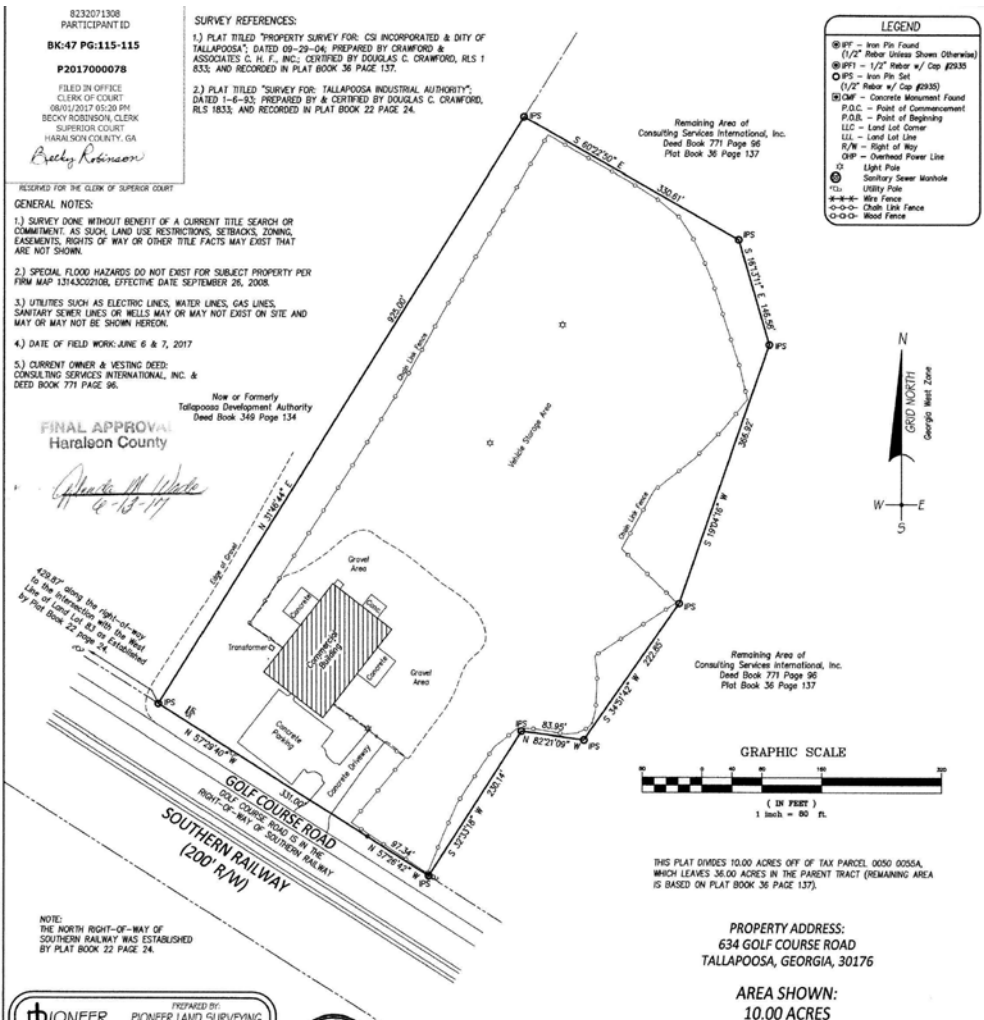 8232071308
PARTICIPANT ID
BK:47 PG:115-115
P2017000078
FILED IN OFFICE
CLERK OF COURT
08/01/2017 05:20 PM
BECKY ROBINSON, CLERK
SUPERIOR COURT
HARALSON COUNTY, GA
Becky Robinson
RESERVED FOR THE CLERK OF SUPERIOR COURT
SURVEY REFERENCES:
1.) PLAT TITLED "PROPERTY SURVEY FOR: CSI INCORPORATED & DITY OF
TALLAPOOSA"; DATED 09-29-04; PREPARED BY CRAWFORD &
ASSOCIATES C. H. F., INC.; CERTIFIED BY DOUGLAS C. CRAWFORD, RLS 1
833; AND RECORDED IN PLAT BOOK 36 PAGE 137.
2.) PLAT TITLED "SURVEY FOR: TALLAPOOSA INDUSTRIAL AUTHORITY";
DATED 1-6-93; PREPARED BY & CERTIFIED BY DOUGLAS C. CRAWFORD,
RLS 1833; AND RECORDED IN PLAT BOOK 22 PAGE 24.
LEGEND
IPF - Iron Pin Found
(1/2" Rebar Unless Shown Otherwise)
IPF1 - 1/2" Rebar w/ Cap #2935
IPS - Iron Pin Set
(1/2" Rebar w/ Cap #2935)
CMF - Concrete Monument Found
P.O.C. - Point of Commencement
P.O.B. - Point of Beginning
LLC - Land Lot Corner
LLL - Land Lot Line
R/W - Right of Way
OHP - Overhead Power Line
Light Pole
Sanitary Sewer Manhole
Utility Pole
Wire Fence
Chain Link Fence
Wood Fence
GENERAL NOTES:
1.) SURVEY DONE WITHOUT BENEFIT OF A CURRENT TITLE SEARCH OR
COMMITMENT. AS SUCH, LAND USE RESTRICTIONS, SETBACKS, ZONING,
EASEMENTS, RIGHTS OF WAY OR OTHER TITLE FACTS MAY EXIST THAT
ARE NOT SHOWN.
2.) SPECIAL FLOOD HAZARDS DO NOT EXIST FOR SUBJECT PROPERTY PER
FIRM MAP 13143C0210B, EFFECTIVE DATE SEPTEMBER 26, 2008.
3.) UTILITIES SUCH AS ELECTRIC LINES, WATER LINES, GAS LINES,
SANITARY SEWER LINES OR WELLS MAY OR MAY NOT EXIST ON SITE AND
MAY OR MAY NOT BE SHOWN HEREON.
4.) DATE OF FIELD WORK: JUNE 6 & 7, 2017
5.) CURRENT OWNER & VESTING DEED:
CONSULTING SERVICES INTERNATIONAL, INC. &
DEED BOOK 771 PAGE 96.
FINAL APPROVAL
Haralson County
6-13-17
Now or Formerly
Tallapoosa Development Authority
Deed Book 349 Page 134
Remaining Area of
Consulting Services International, Inc.
Deed Book 771 Page 96
Plat Book 36 Page 137
IPS
S 60°22'50" E
330.61'
IPS
S 16°13'11" E 146.56'
IPS
925.00'
N 31°46'44" E
Chain Link Fence
Vehicle Storage Area
366.92'
S 19°04'16" W
Chain Link Fence
N
GRID NORTH
Georgia West Zone
W E
S
Edge of Gravel
Gravel
Area
Concrete
Conc.
Commercial
Building
Transformer
Concrete
Gravel
Area
Concrete
Parking
Concrete Driveway
IPS
222.85'
S 34°51'42" W
IPS
83.95'
N 82°21'09" W
IPS
230.14'
S 32°33'18" W
429.87' along the right-of-way
to the intersection with the West
Line of Land Lot 83 as Established
by Plat Book 22 page 24.
IPS
N 57°29'40" W
331.00'
97.34'
N 57°26'42" W
IPS
GOLF COURSE ROAD
GOLF COURSE ROAD IS IN THE
RIGHT-OF-WAY OF SOUTHERN RAILWAY
SOUTHERN RAILWAY
(200' R/W)
Remaining Area of
Consulting Services International, Inc.
Deed Book 771 Page 96
Plat Book 36 Page 137
GRAPHIC SCALE
80 0 40 80 160 320
( IN FEET )
1 inch = 80 ft.
THIS PLAT DIVIDES 10.00 ACRES OFF OF TAX PARCEL 0050 0055A,
WHICH LEAVES 36.00 ACRES IN THE PARENT TRACT (REMAINING AREA
IS BASED ON PLAT BOOK 36 PAGE 137).
NOTE:
THE NORTH RIGHT-OF-WAY OF
SOUTHERN RAILWAY WAS ESTABLISHED
BY PLAT BOOK 22 PAGE 24.
PROPERTY ADDRESS:
634 GOLF COURSE ROAD
TALLAPOOSA, GEORGIA, 30176
AREA SHOWN:
10.00 ACRES
PIONEER
PREPARED BY:
PIONEER LAND SURVEYING